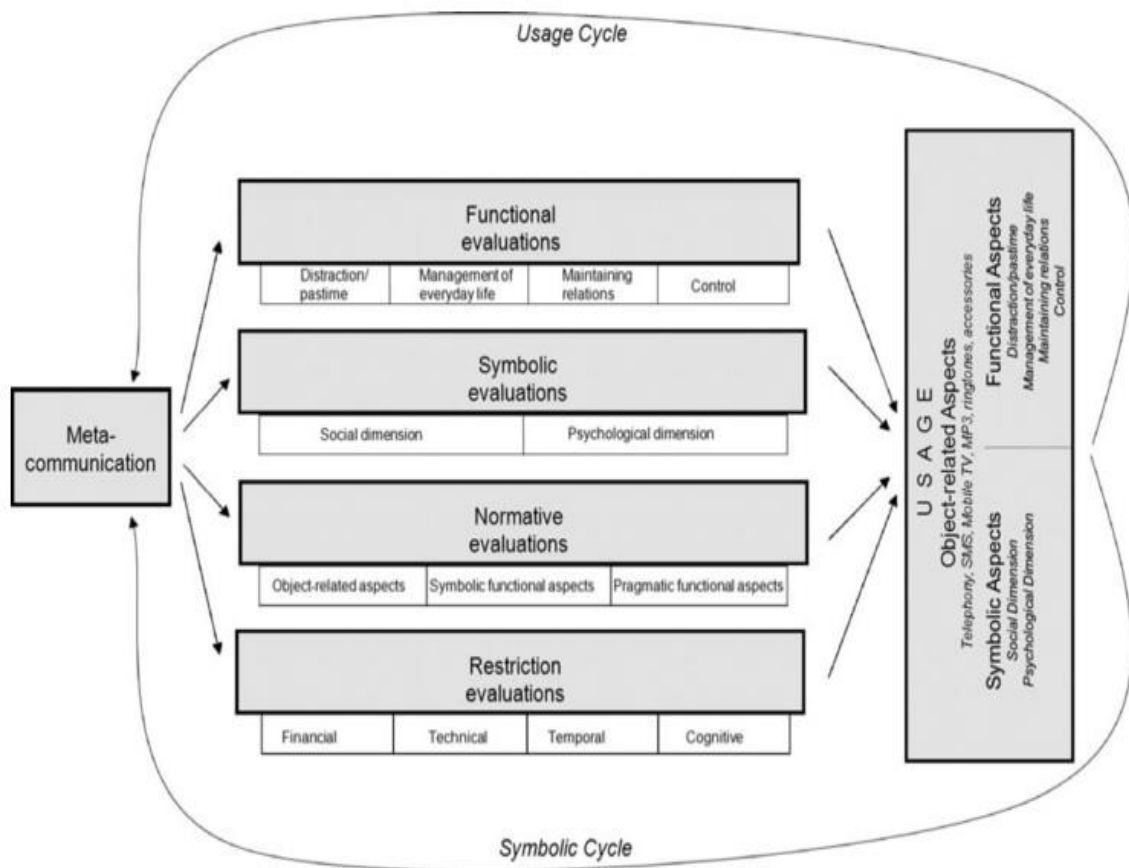 Usage Cycle
Functional
evaluations
Distraction/
pastime
Management of
everyday life
Maintaining
relations
Control
Symbolic
evaluations
Social dimension
Psychological dimension
Meta-
communication
Normative
evaluations
Object-related aspects
Symbolic functional aspects
Pragmatic functional aspects
Restriction
evaluations
Financial
Technical
Temporal
Cognitive
USAGE
Object-related Aspects
Telephony, SMS, Mobile TV, MP3, ringtones, accessories
Symbolic Aspects
Social Dimension
Psychological Dimension
Functional Aspects
Distraction/pastime
Management of everyday life
Maintaining relations
Control
Symbolic Cycle